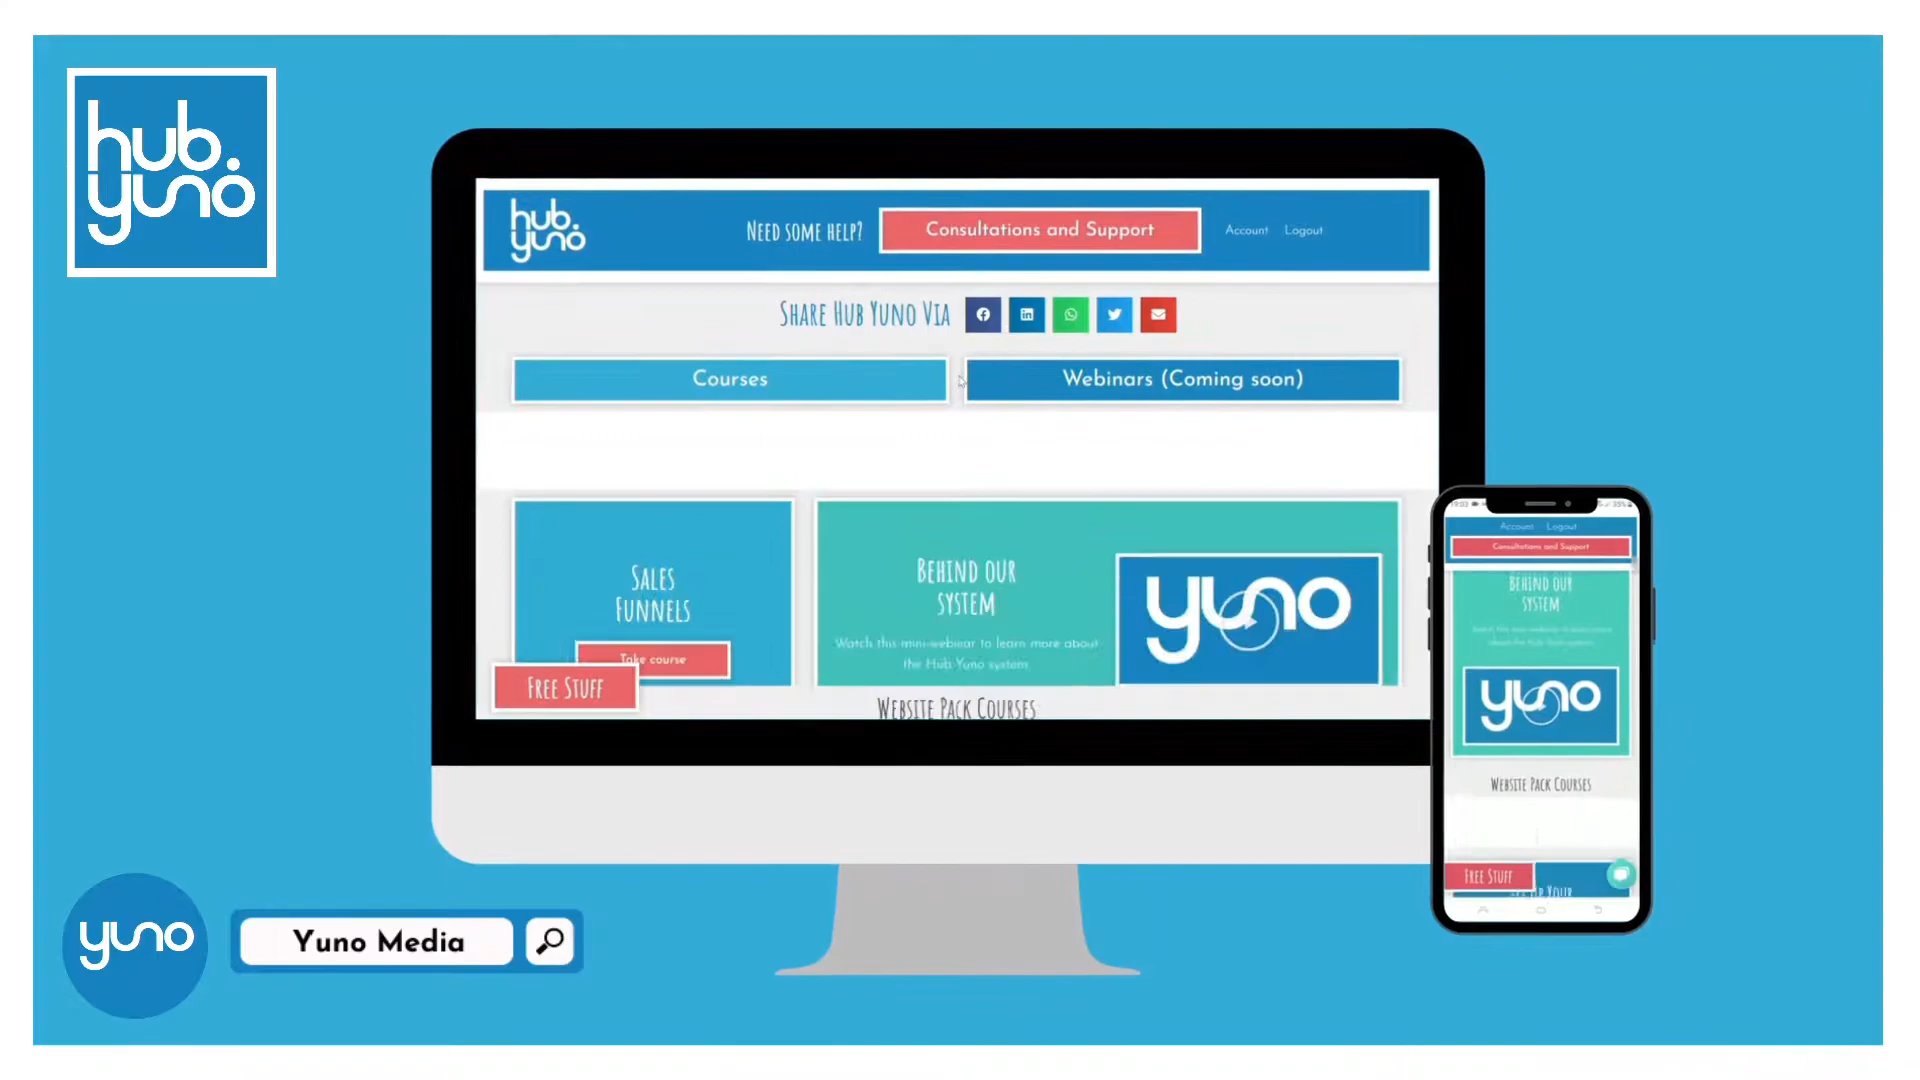 hub.
yuno
hub.
yuno
Need some help?
Consultations and Support
Account
Logout
Share Hub Yuno Via
Courses
Webinars (Coming soon)
Sales
Funnels
Take course
Behind our
system
Watch this mini-webinar to learn more about
the Hub Yuno system
yuno
Free Stuff
Website Pack Courses
Account
Logout
Consultations and Support
Behind our
system
yuno
Website Pack Courses
Free Stuff
yuno
Yuno Media